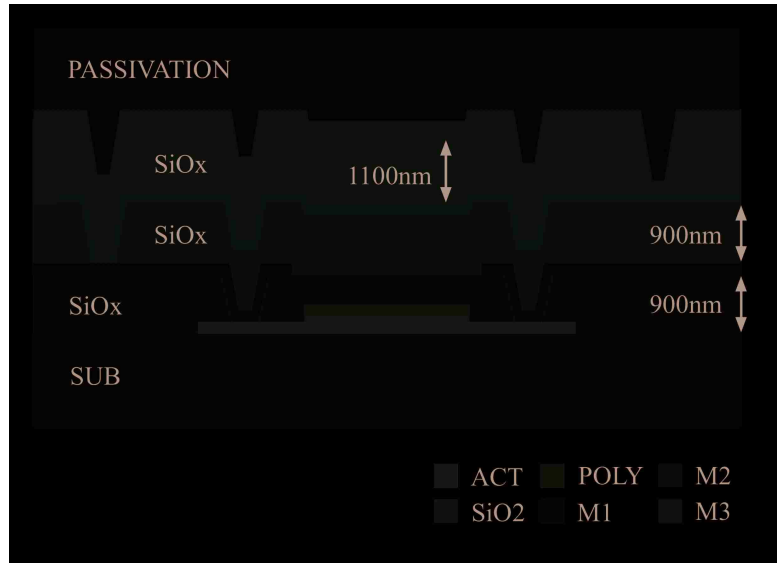 PASSIVATION
SiOx
1100nm
SiOx
900nm
SiOx
900nm
SUB
ACT
POLY
M2
SiO2
M1
M3